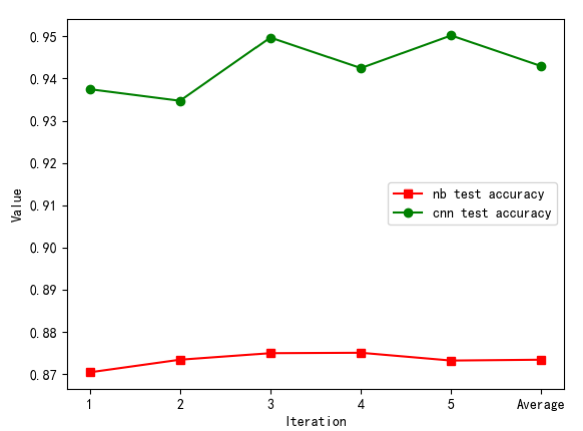 0.95
0.94
0.93
0.92
0.91
0.90
0.89
0.88
0.87
Value
nb test accuracy
cnn test accuracy
1 2 3 4 5 Average
Iteration